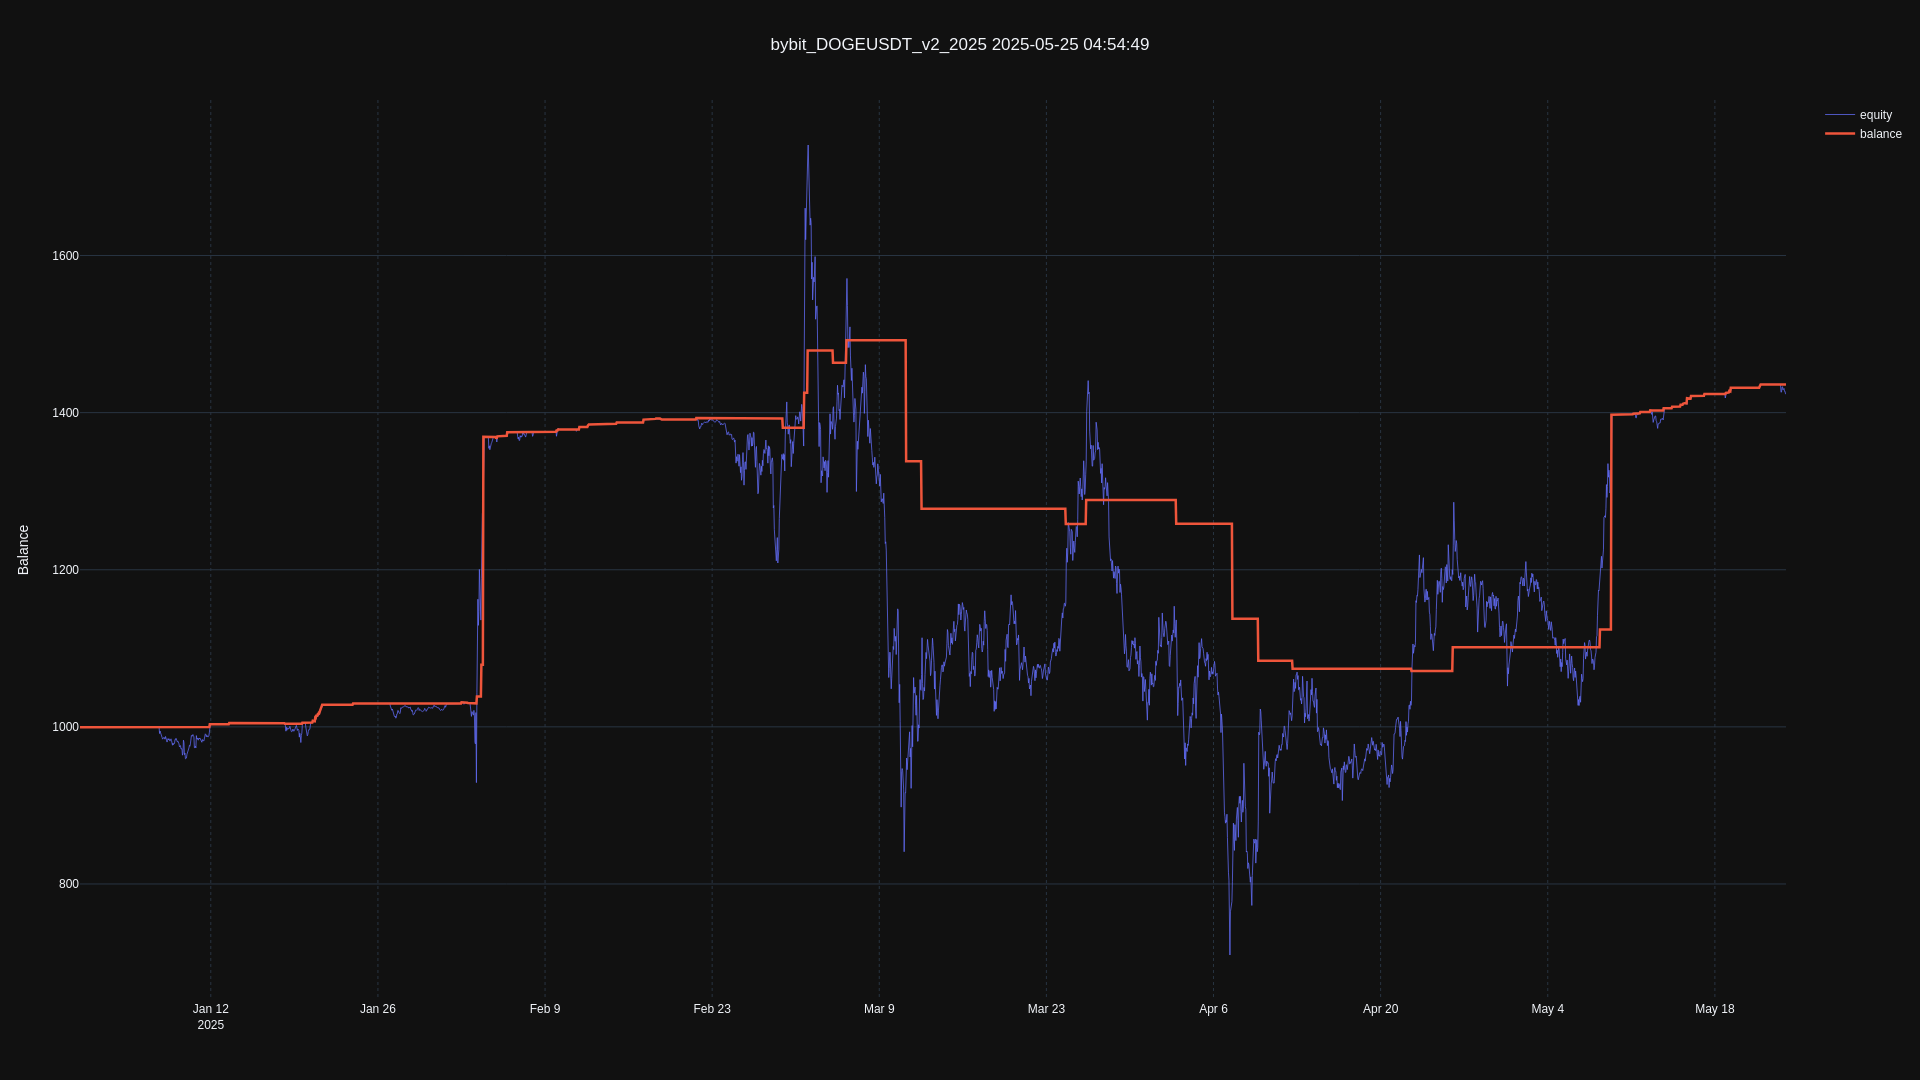 bybit_DOGEUSDT_v2_2025 2025-05-25 04:54:49
equity
balance
Balance
1600
1400
1200
1000
800
Jan 12
2025
Jan 26
Feb 9
Feb 23
Mar 9
Mar 23
Apr 6
Apr 20
May 4
May 18